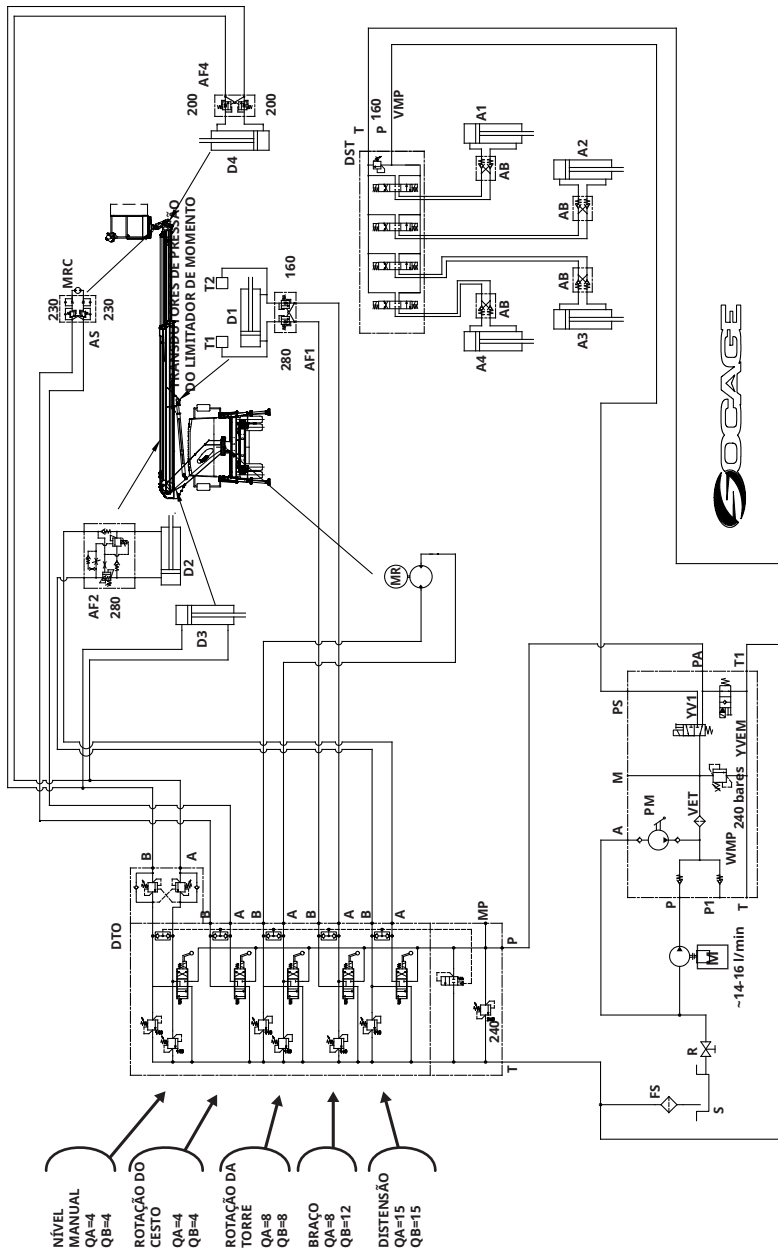 NÍVEL
MANUAL
QA=4
QB=4
ROTAÇÃO DO
CESTO
QA=4
QB=4
ROTAÇÃO DA
TORRE
QA=8
QB=8
BRAÇO
QA=8
QB=12
DISTENSÃO
QA=15
QB=15
DTO
B
A
B
A
B
A
B
A
B
A
MP
P
T
240
AF4
200
200
D4
MRC
230
230
AS
TRANSDUTORES DE PRESSÃO
DO LIMITADOR DE MOMENTO
T1
T2
D1
160
280
AF1
AF2
280
D2
D3
MR
DST
T
160
P
VMP
A1
AB
A2
AB
A3
AB
A4
AB
SOCAGE
PS
PA
T1
YV1
M
YVEM
240 bares
VET
PM
A
WMP
P
P1
T
M
~14-16 l/min
R
FS
S